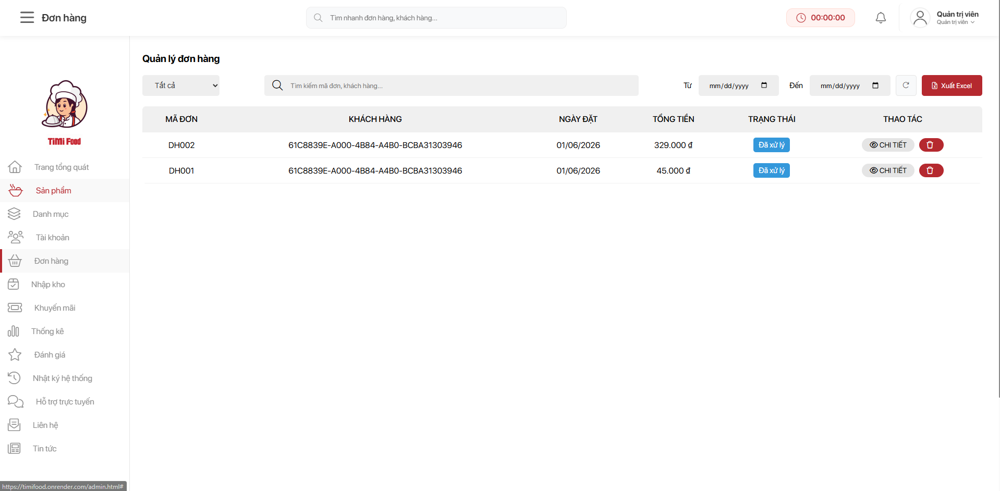 Đơn hàng
Tìm nhanh đơn hàng, khách hàng...
00:00:00
Quản trị viên
Quản trị viên
TiMi Food
Trang tổng quát
Sản phẩm
Danh mục
Tài khoản
Đơn hàng
Nhập kho
Khuyến mãi
Thống kê
Đánh giá
Nhật ký hệ thống
Hỗ trợ trực tuyến
Liên hệ
Tin tức
Quản lý đơn hàng
Tất cả
Tìm kiếm mã đơn, khách hàng...
Từ mm/dd/yyyy Đến mm/dd/yyyy Xuất Excel
MÃ ĐƠN KHÁCH HÀNG NGÀY ĐẶT TỔNG TIỀN TRẠNG THÁI THAO TÁC
DH002 61C8839E-A000-4B84-A4B0-BCBA31303946 01/06/2026 329.000 ₫ Đã xử lý CHI TIẾT
DH001 61C8839E-A000-4B84-A4B0-BCBA31303946 01/06/2026 45.000 ₫ Đã xử lý CHI TIẾT
https://timifood.onrender.com/admin.html#